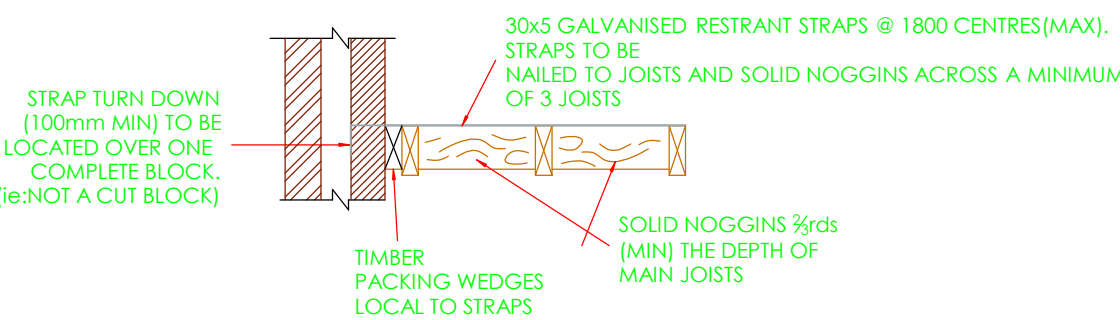 30x5 GALVANISED RESTRANT STRAPS @ 1800 CENTRES(MAX).
STRAPS TO BE
NAILED TO JOISTS AND SOLID NOGGINS ACROSS A MINIMUM
OF 3 JOISTS
STRAP TURN DOWN
(100mm MIN) TO BE
LOCATED OVER ONE
COMPLETE BLOCK.
(ie:NOT A CUT BLOCK)
SOLID NOGGINS ⅔rds
(MIN) THE DEPTH OF
MAIN JOISTS
TIMBER
PACKING WEDGES
LOCAL TO STRAPS